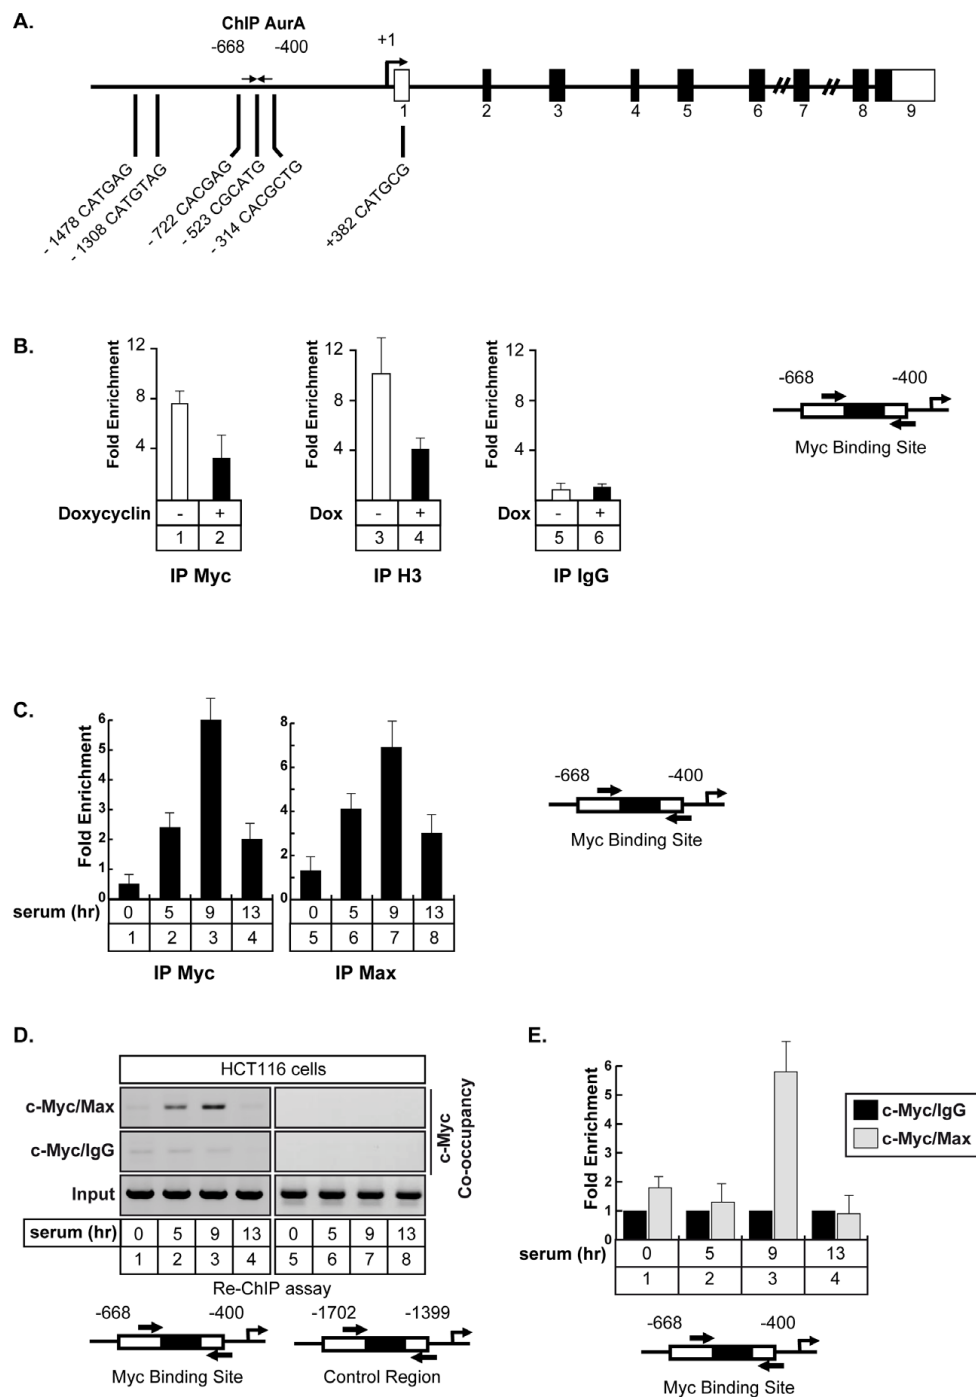 A.
ChIP AurA
-668 -400
+1
1 2 3 4 5 6 7 8 9
- 1478 CATGAG
- 1308 CATGTAG
-722 CACGAG
- 523 CGCATG
- 314 CACGCTG
+382 CATGCG
B.
Fold Enrichment
12
8
4
Doxycyclin - +
1 2
IP Myc
Fold Enrichment
12
8
4
Dox - +
3 4
IP H3
Fold Enrichment
12
8
4
Dox - +
5 6
IP IgG
-668 -400
Myc Binding Site
C.
Fold Enrichment
6
5
4
3
2
1
0
serum (hr) 0 5 9 13
1 2 3 4
IP Myc
8
6
4
2
0
0 5 9 13
5 6 7 8
IP Max
-668 -400
Myc Binding Site
D.
HCT116 cells
c-Myc/Max
c-Myc/IgG
Input
c-Myc
Co-occupancy
serum (hr) 0 5 9 13 0 5 9 13
1 2 3 4 5 6 7 8
Re-ChIP assay
-668 -400
Myc Binding Site
-1702 -1399
Control Region
E.
Fold Enrichment
6
5
4
2
1
0
c-Myc/IgG
c-Myc/Max
serum (hr) 0 5 9 13
1 2 3 4
-668 -400
Myc Binding Site